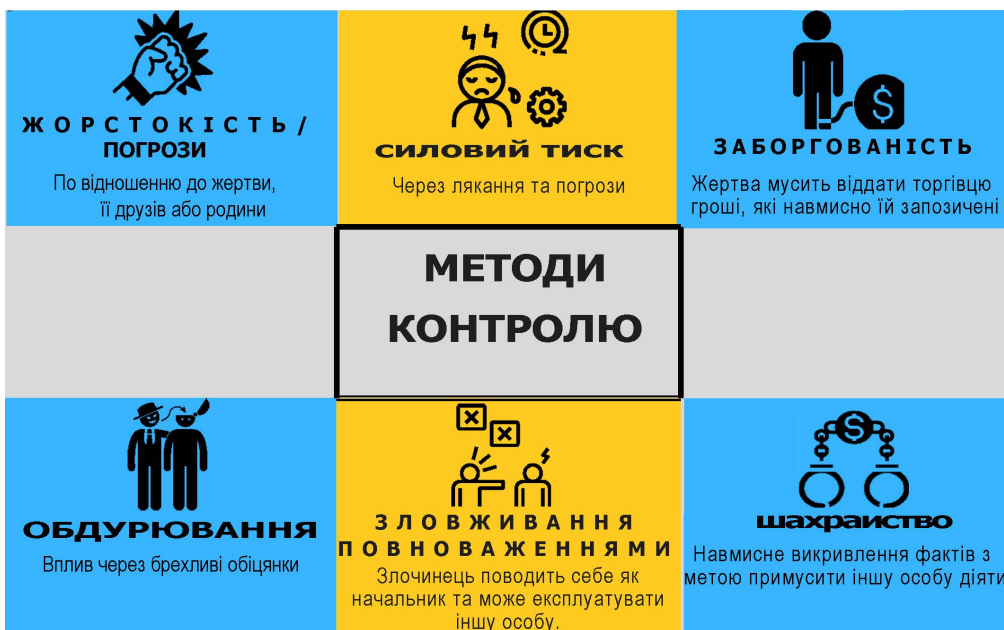 ЖОРСТОКІСТЬ/
ПОГРОЗИ
По відношенню до жертви,
її друзів або родини
СИЛОВИЙ ТИСК
Через лякання та погрози
ЗАБОРГОВАНІСТЬ
Жертва мусить віддати торгівцю
гроші, які навмисно їй запозичені
МЕТОДИ
КОНТРОЛЮ
ОБДУРЮВАННЯ
Вплив через брехливі обіцянки
ЗЛОВЖИВАННЯ
ПОВНОВАЖЕННЯМИ
Злочинець поводить себе як
начальник та може експлуатувати
іншу особу.
шахраиство
Навмисне викривлення фактів з
метою примусити іншу особу діяти